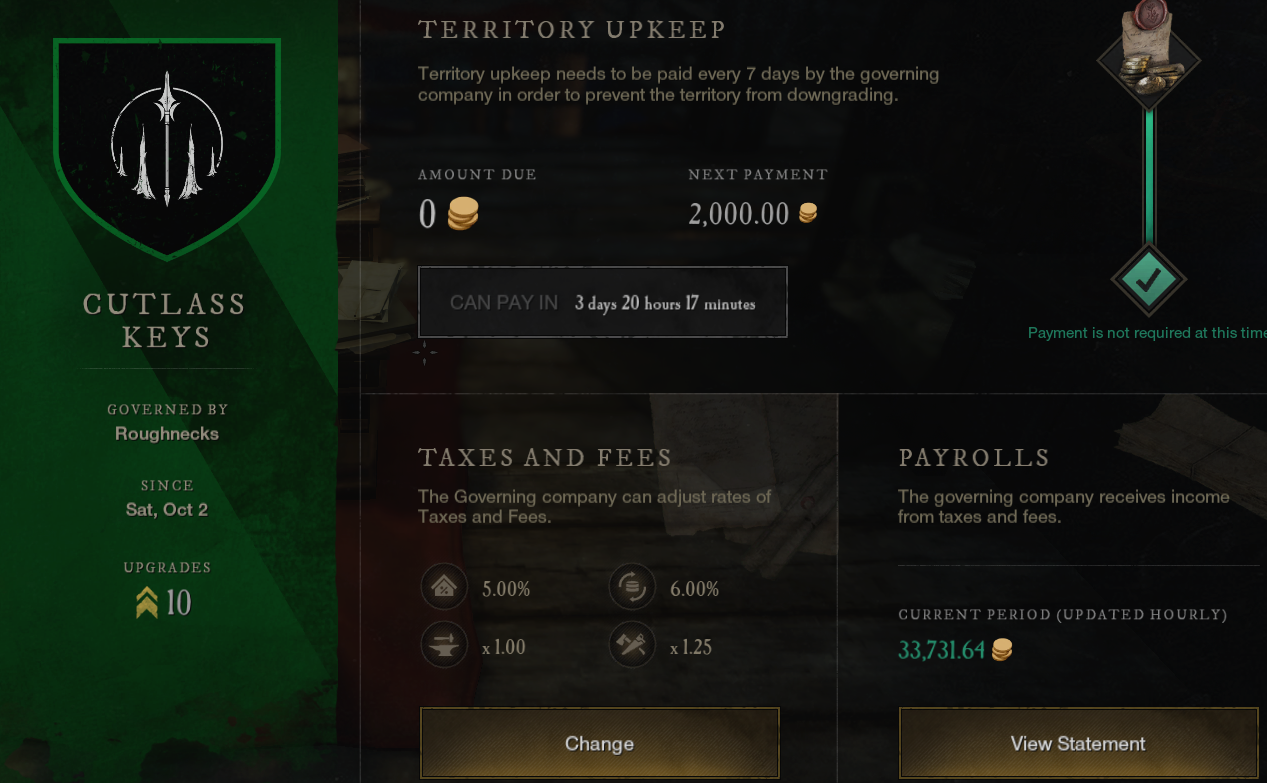 CUTLASS
KEYS
GOVERNED BY
Roughnecks
SINCE
Sat, Oct 2
UPGRADES
10
TERRITORY UPKEEP
Territory upkeep needs to be paid every 7 days by the governing
company in order to prevent the territory from downgrading.
AMOUNT DUE
0
NEXT PAYMENT
2,000.00
CAN PAY IN 3 days 20 hours 17 minutes
Payment is not required at this time
TAXES AND FEES
The Governing company can adjust rates of
Taxes and Fees.
5.00%
6.00%
x 1.00
x 1.25
Change
PAYROLLS
The governing company receives income
from taxes and fees.
CURRENT PERIOD (UPDATED HOURLY)
33,731.64
View Statement